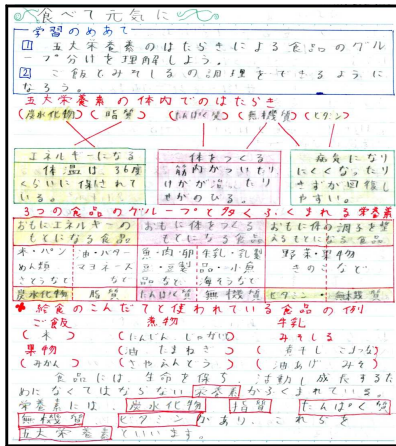 食べて元気に
学習のめあて
1 五大栄養素のはたらきによる食品のグル
ープ分けを理解しよう。
2 ご飯とみそしるの調理をできるように
なろう。
五大栄養素の体内でのはたらき
(炭水化物)(脂質)(たんぱく質)(無機質)(ビタミン)
エネルギーになる 体をつくる 病気になり
体温は36度 筋肉がついたり にくくなったり
くらいに保たれて けがが治ったり きずが回復し
いる。 せがのびる。 やすい。
3つの食品のグループと多くふくまれる栄養素
おもにエネルギーの おもに体をつくる おもに体の調子を整
もとになる食品 もとになる食品 えるもとになる食品
米・パン 油・バター 魚・肉・卵 牛乳・乳製 野菜・果物
めん類 マヨネーズ 豆・豆製品 品・小魚 きのこなど
さとうなど など など 海そうなど
炭水化物 脂質 たんぱく質 無機質 ビタミン・無機質
給食のこんだてと使われている食品の例
ご飯 煮物 牛乳
(米) (にんじん じゃがいも) みそしる
果物 (油 たまねぎ) (煮干し こまつな)
(みかん) (さやえんどう) (油あげ みそ)
食品には、生命を保ち、活動し成長するた
めになくてはならない栄養素がふくまれている。
栄養素には、炭水化物、脂質、たんぱく質
無機質、ビタミンがあり、これらを
五大栄養素といいます。